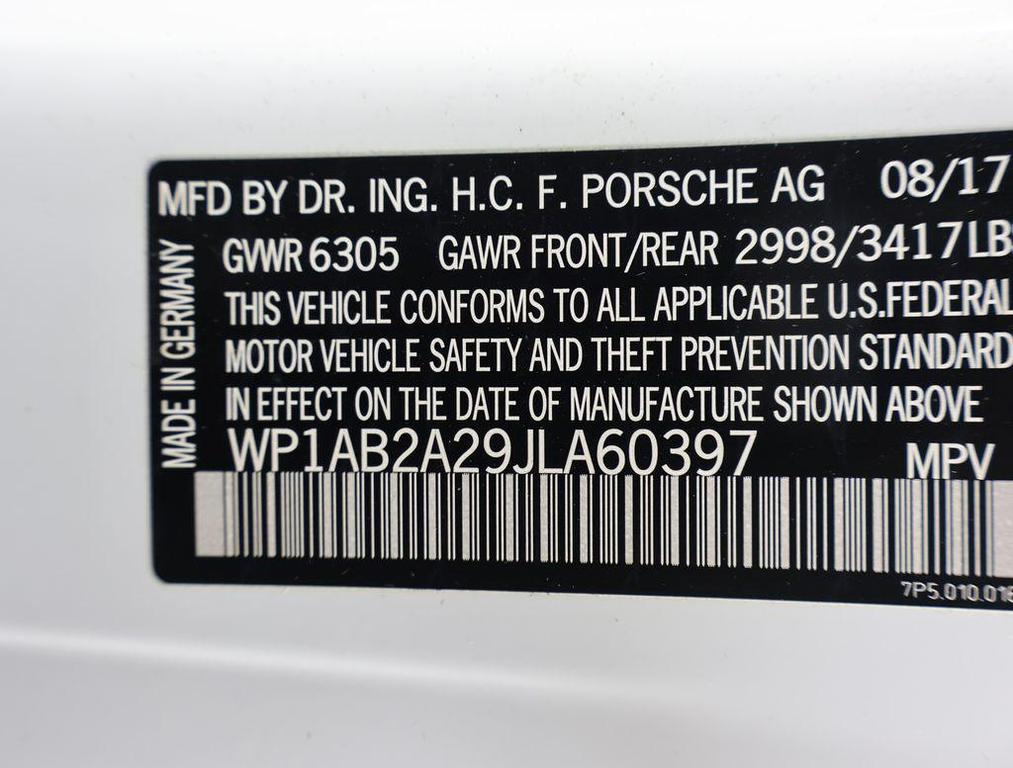 MFD BY DR. ING. H.C. F. PORSCHE AG 08/17
GVWR 6305 GAWR FRONT/REAR 2998/3417LB
THIS VEHICLE CONFORMS TO ALL APPLICABLE U.S.FEDERAL
MOTOR VEHICLE SAFETY AND THEFT PREVENTION STANDARD
IN EFFECT ON THE DATE OF MANUFACTURE SHOWN ABOVE
WP1AB2A29JLA60397 MPV
MADE IN GERMANY
7P5.010.018